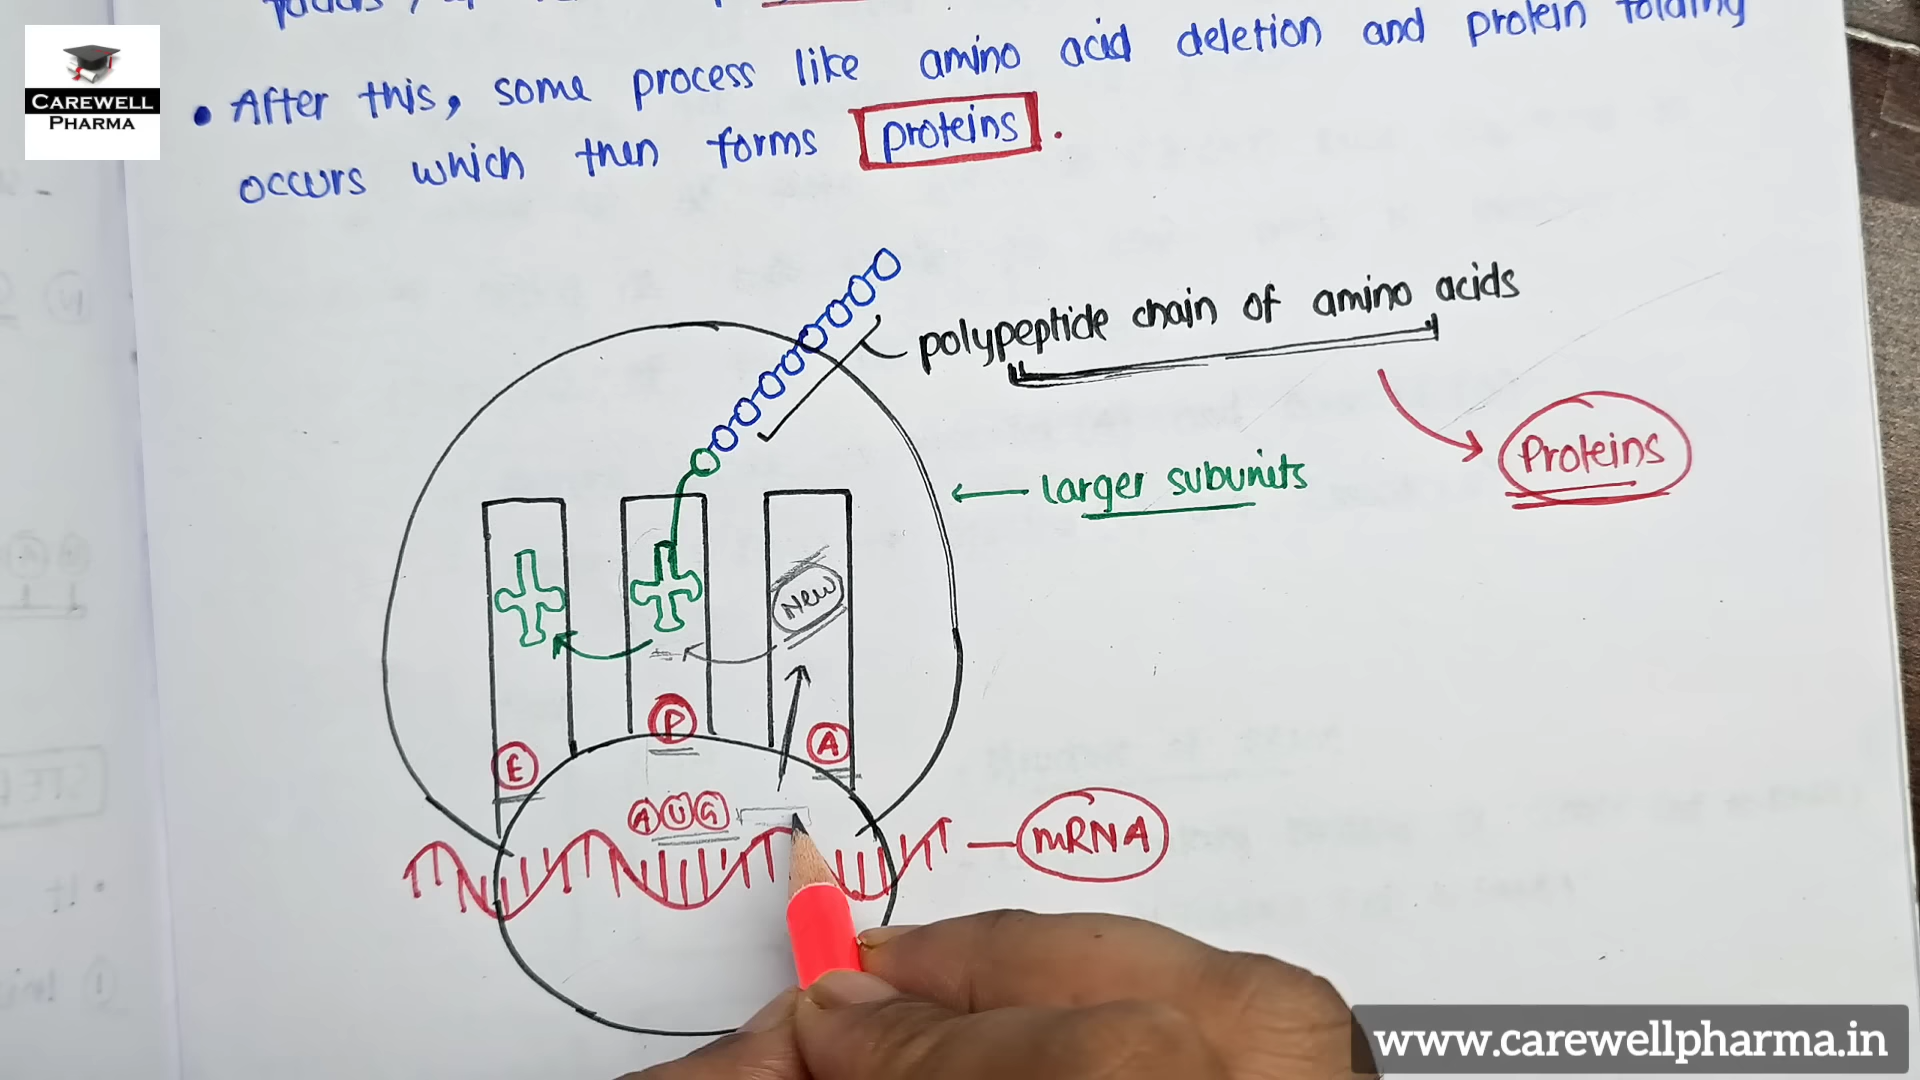 CAREWELL
PHARMA
• After this, some process like amino acid deletion and protein folding
occurs which then forms proteins.
polypeptide chain of amino acids
Proteins
larger subunits
New
P
A
E
A U G
mRNA
www.carewellpharma.in